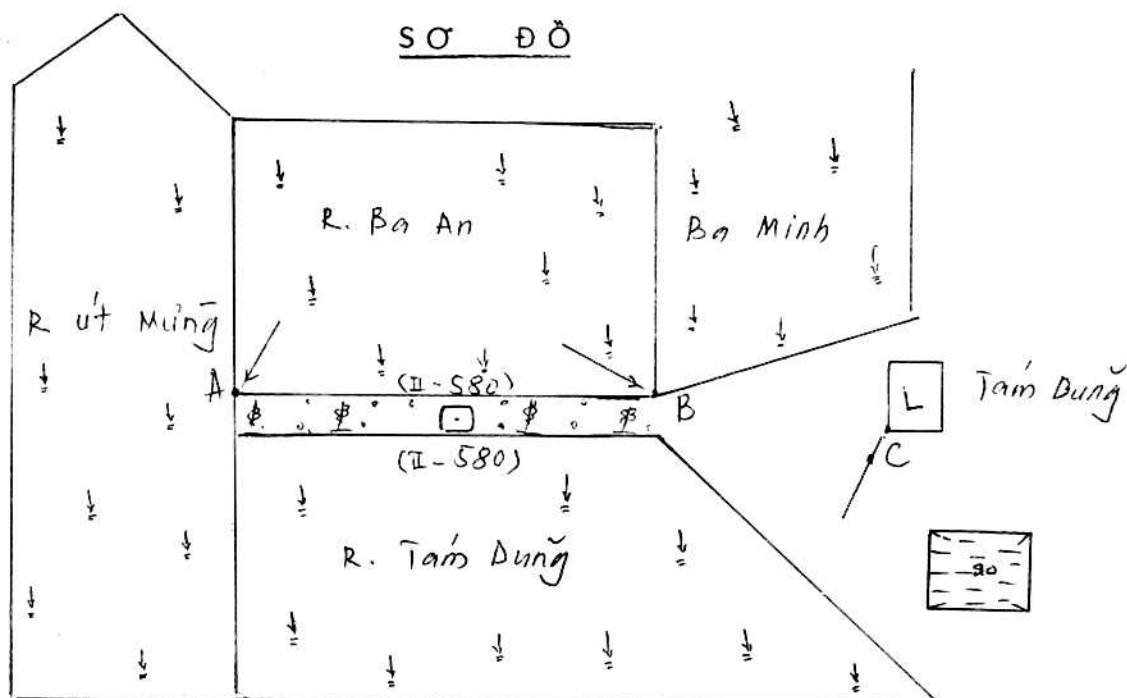 SƠ ĐỒ
R. Ba An
Ba Minh
R út Mừng
A
(II-580)
B
L
Tám Dũng
C
(II-580)
R. Tám Dũng
ao